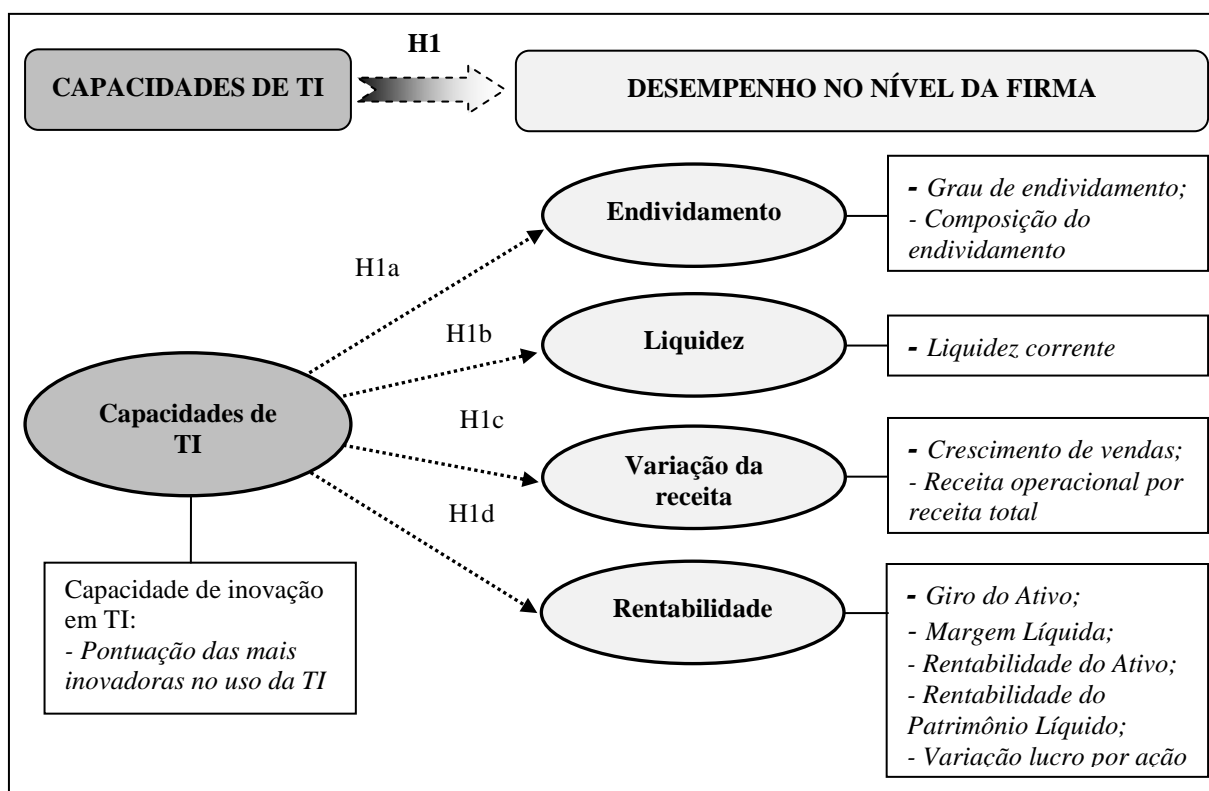 H1
CAPACIDADES DE TI
DESEMPENHO NO NÍVEL DA FIRMA
Endividamento
- Grau de endividamento;
- Composição do
endividamento
H1a
Liquidez
- Liquidez corrente
H1b
Capacidades de
TI
H1c
Variação da
receita
- Crescimento de vendas;
- Receita operacional por
receita total
H1d
Capacidade de inovação
em TI:
- Pontuação das mais
inovadoras no uso da TI
Rentabilidade
- Giro do Ativo;
- Margem Líquida;
- Rentabilidade do Ativo;
- Rentabilidade do
Patrimônio Líquido;
- Variação lucro por ação